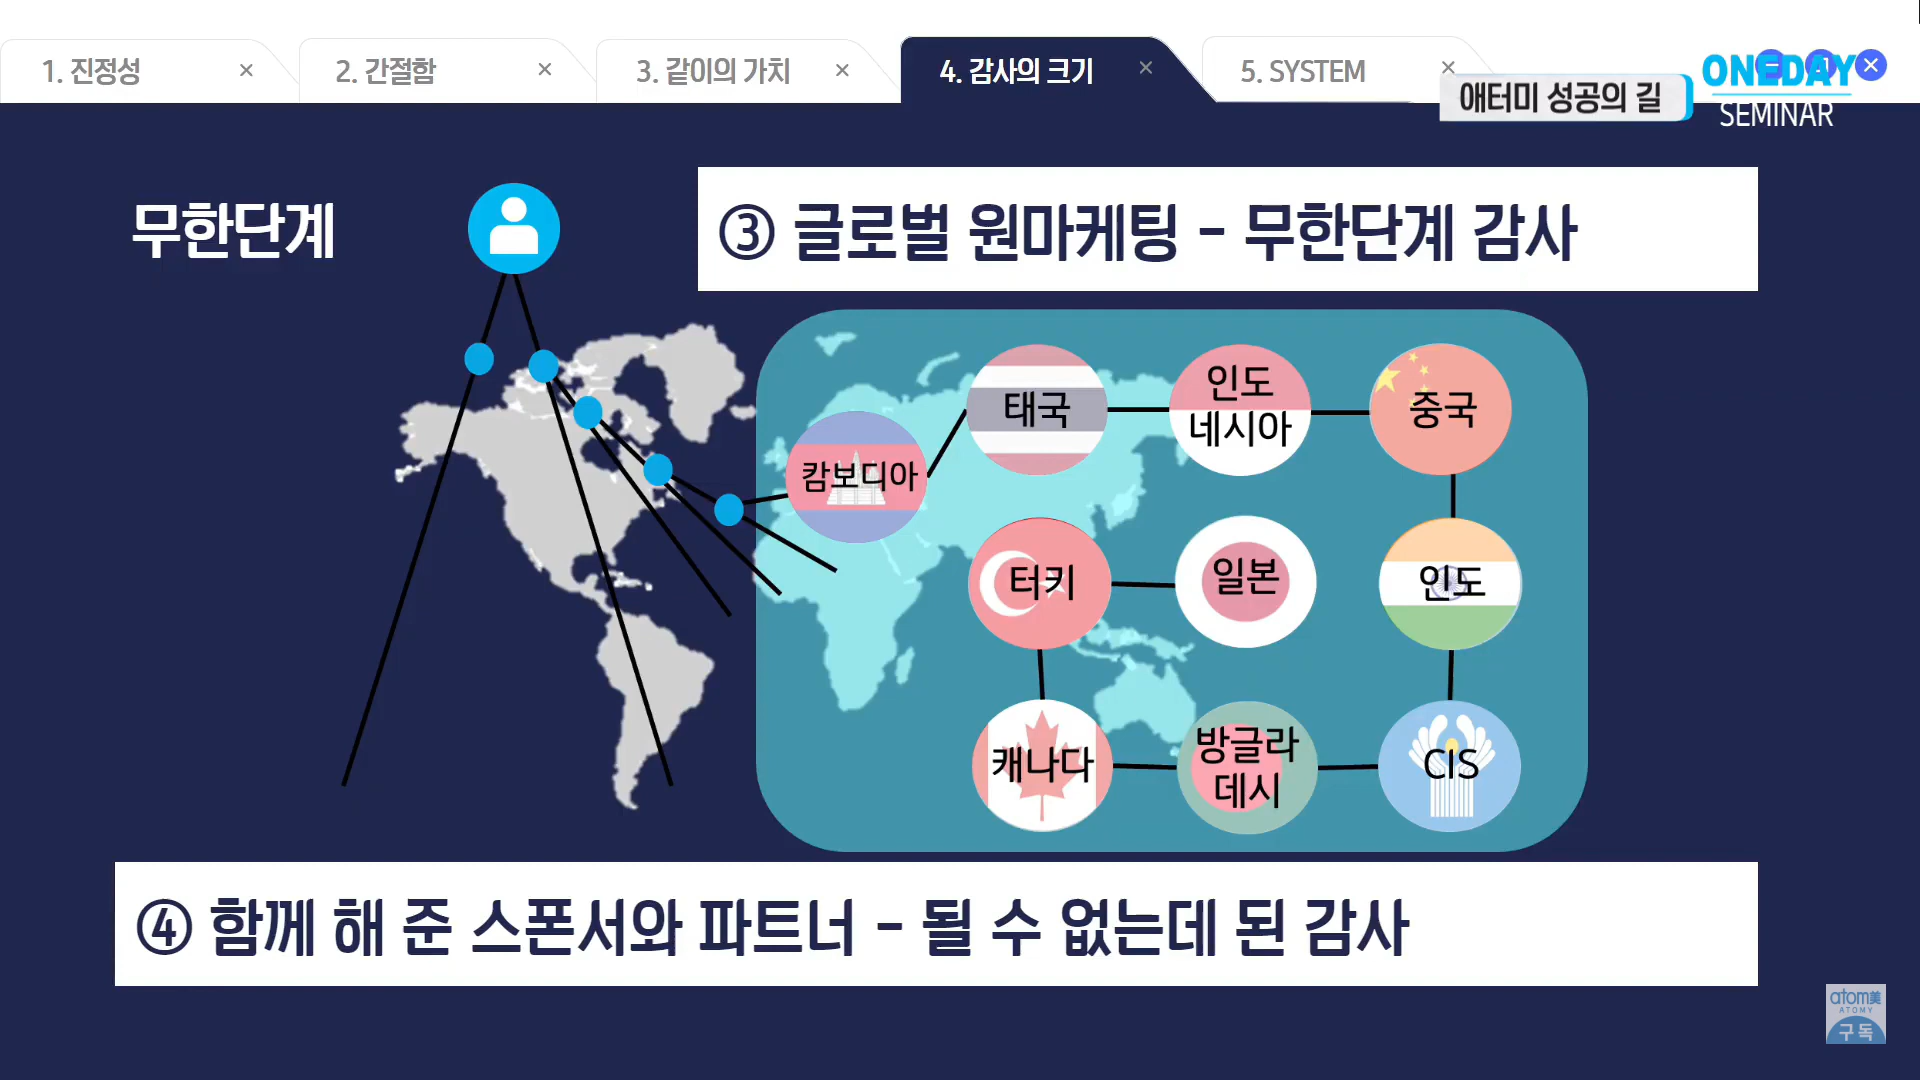 1. 진정성
2. 간절함
3. 같이의 가치
4. 감사의 크기
5. SYSTEM
ONEDAY
SEMINAR
애터미 성공의 길
무한단계
③ 글로벌 원마케팅 - 무한단계 감사
태국
인도
네시아
중국
캄보디아
터키
일본
인도
캐나다
방글라
데시
CIS
④ 함께 해 준 스폰서와 파트너 - 될 수 없는데 된 감사
atom美
ATOMY
구독